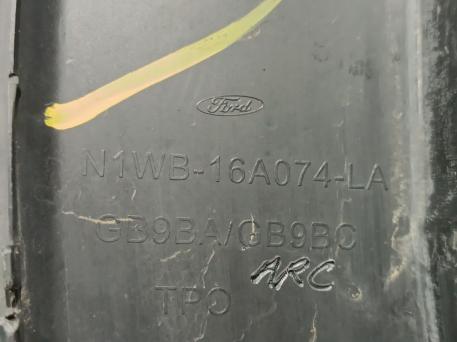 Ford
N1WB-16A074-LA
GB9BA/GB9BC
ARC
TPO